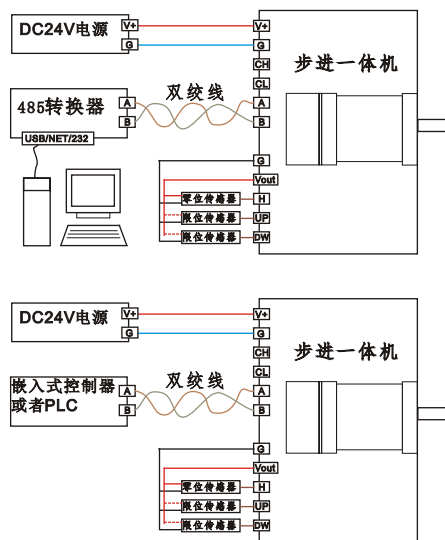 DC24V电源
V+
G
485转换器
A
B
USB/NET/232
双绞线
V+
G
CH
CL
A
B
G
Vout
H
UP
DW
步进一体机
零位传感器
限位传感器
限位传感器
DC24V电源
V+
G
嵌入式控制器
或者PLC
A
B
双绞线
V+
G
CH
CL
A
B
G
Vout
H
UP
DW
步进一体机
零位传感器
限位传感器
限位传感器